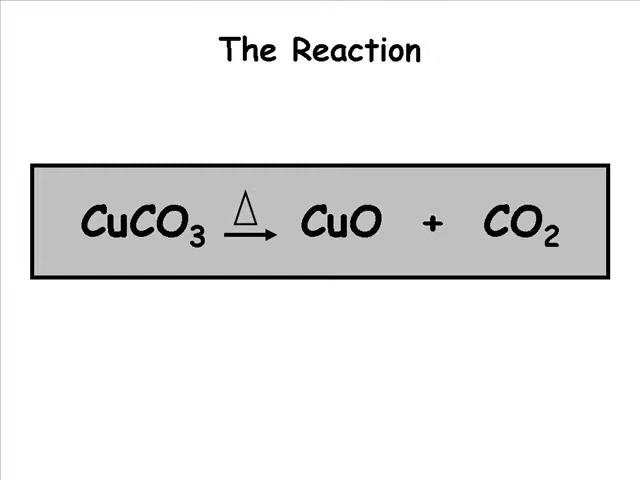 The Reaction
CuCO₃ Δ→ CuO + CO₂